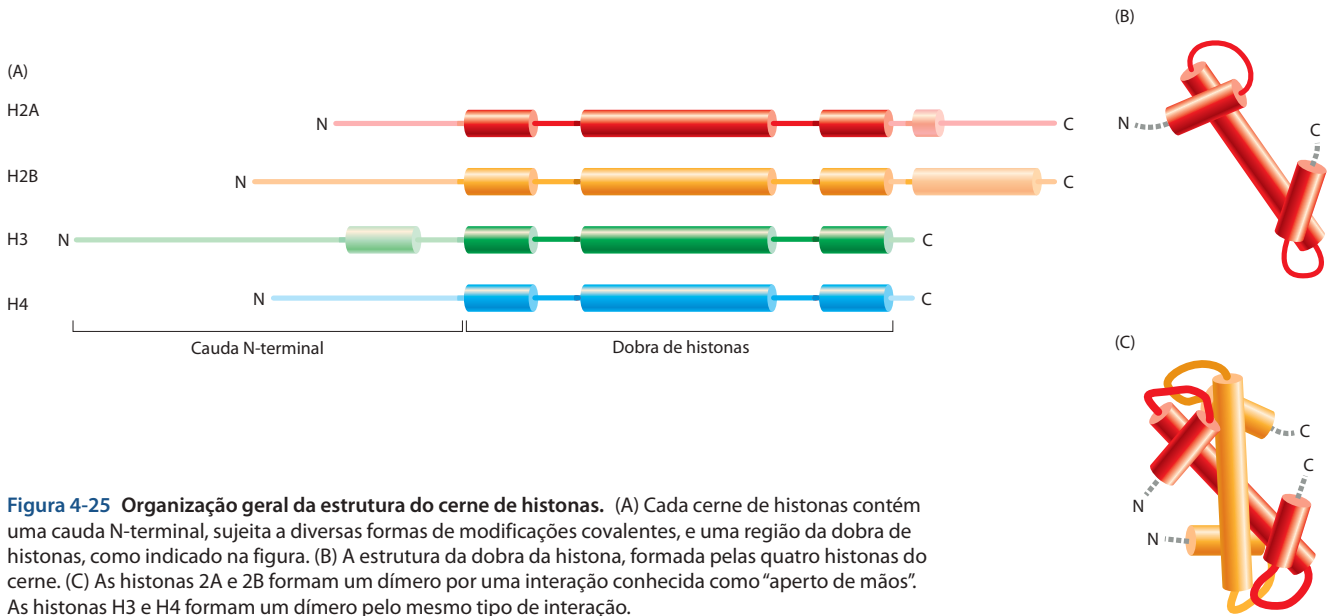 (A)
H2A
N
C
H2B
N
C
H3
N
C
H4
N
C
Cauda N-terminal
Dobra de histonas
(B)
N
C
(C)
C
C
N
N
Figura 4-25 Organização geral da estrutura do cerne de histonas. (A) Cada cerne de histonas contém
uma cauda N-terminal, sujeita a diversas formas de modificações covalentes, e uma região da dobra de
histonas, como indicado na figura. (B) A estrutura da dobra da histona, formada pelas quatro histonas do
cerne. (C) As histonas 2A e 2B formam um dímero por uma interação conhecida como “aperto de mãos”.
As histonas H3 e H4 formam um dímero pelo mesmo tipo de interação.